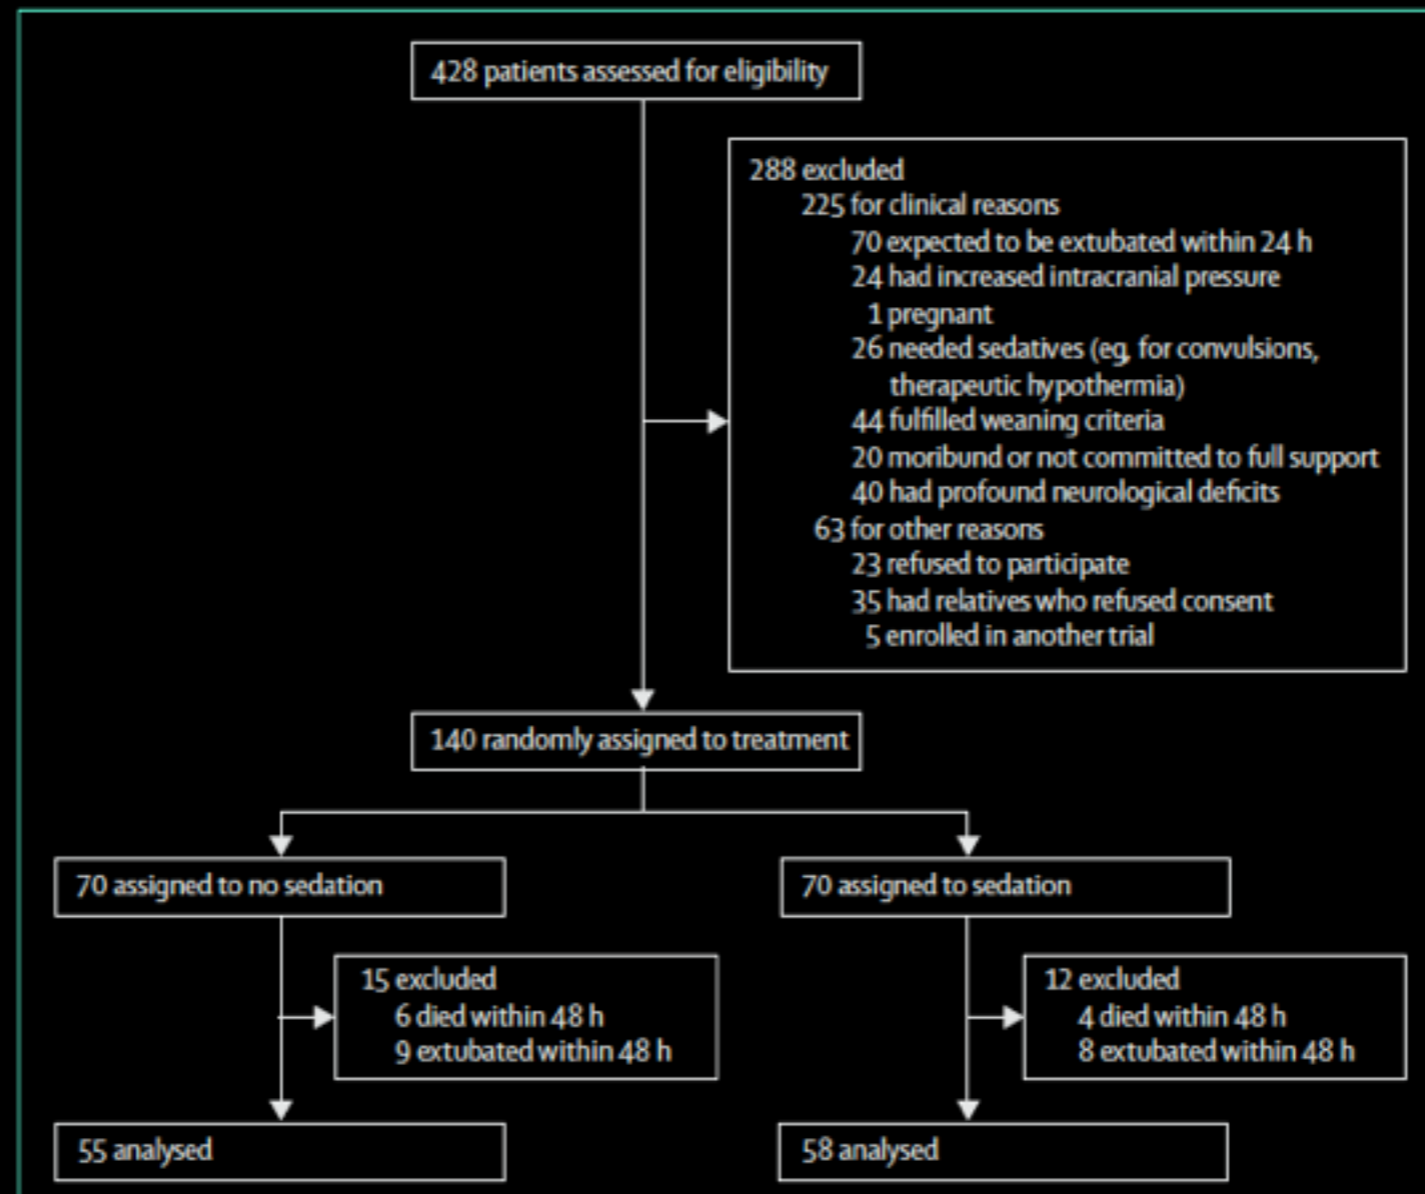 428 patients assessed for eligibility
288 excluded
225 for clinical reasons
70 expected to be extubated within 24 h
24 had increased intracranial pressure
1 pregnant
26 needed sedatives (eg, for convulsions,
therapeutic hypothermia)
44 fulfilled weaning criteria
20 moribund or not committed to full support
40 had profound neurological deficits
63 for other reasons
23 refused to participate
35 had relatives who refused consent
5 enrolled in another trial
140 randomly assigned to treatment
70 assigned to no sedation
70 assigned to sedation
15 excluded
6 died within 48 h
9 extubated within 48 h
12 excluded
4 died within 48 h
8 extubated within 48 h
55 analysed
58 analysed